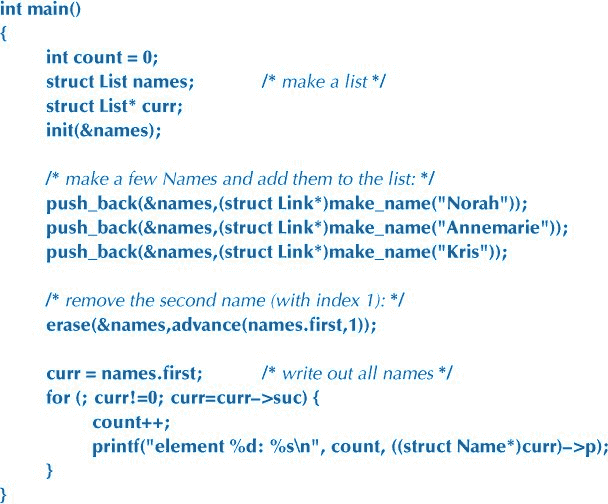 int main()
{
int count = 0;
struct List names; /* make a list */
struct List* curr;
init(&names);
/* make a few Names and add them to the list: */
push_back(&names,(struct Link*)make_name("Norah"));
push_back(&names,(struct Link*)make_name("Annemarie"));
push_back(&names,(struct Link*)make_name("Kris"));
/* remove the second name (with index 1): */
erase(&names,advance(names.first,1));
curr = names.first; /* write out all names */
for (; curr!=0; curr=curr–>suc) {
count++;
printf("element %d: %s\n", count, ((struct Name*)curr)–>p);
}
}